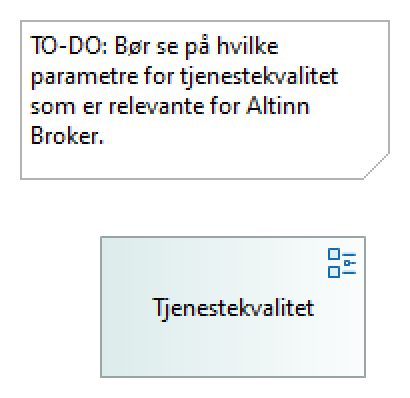 TO-DO: Bør se på hvilke
parametre for tjenestekvalitet
som er relevante for Altinn
Broker.
Tjenestekvalitet